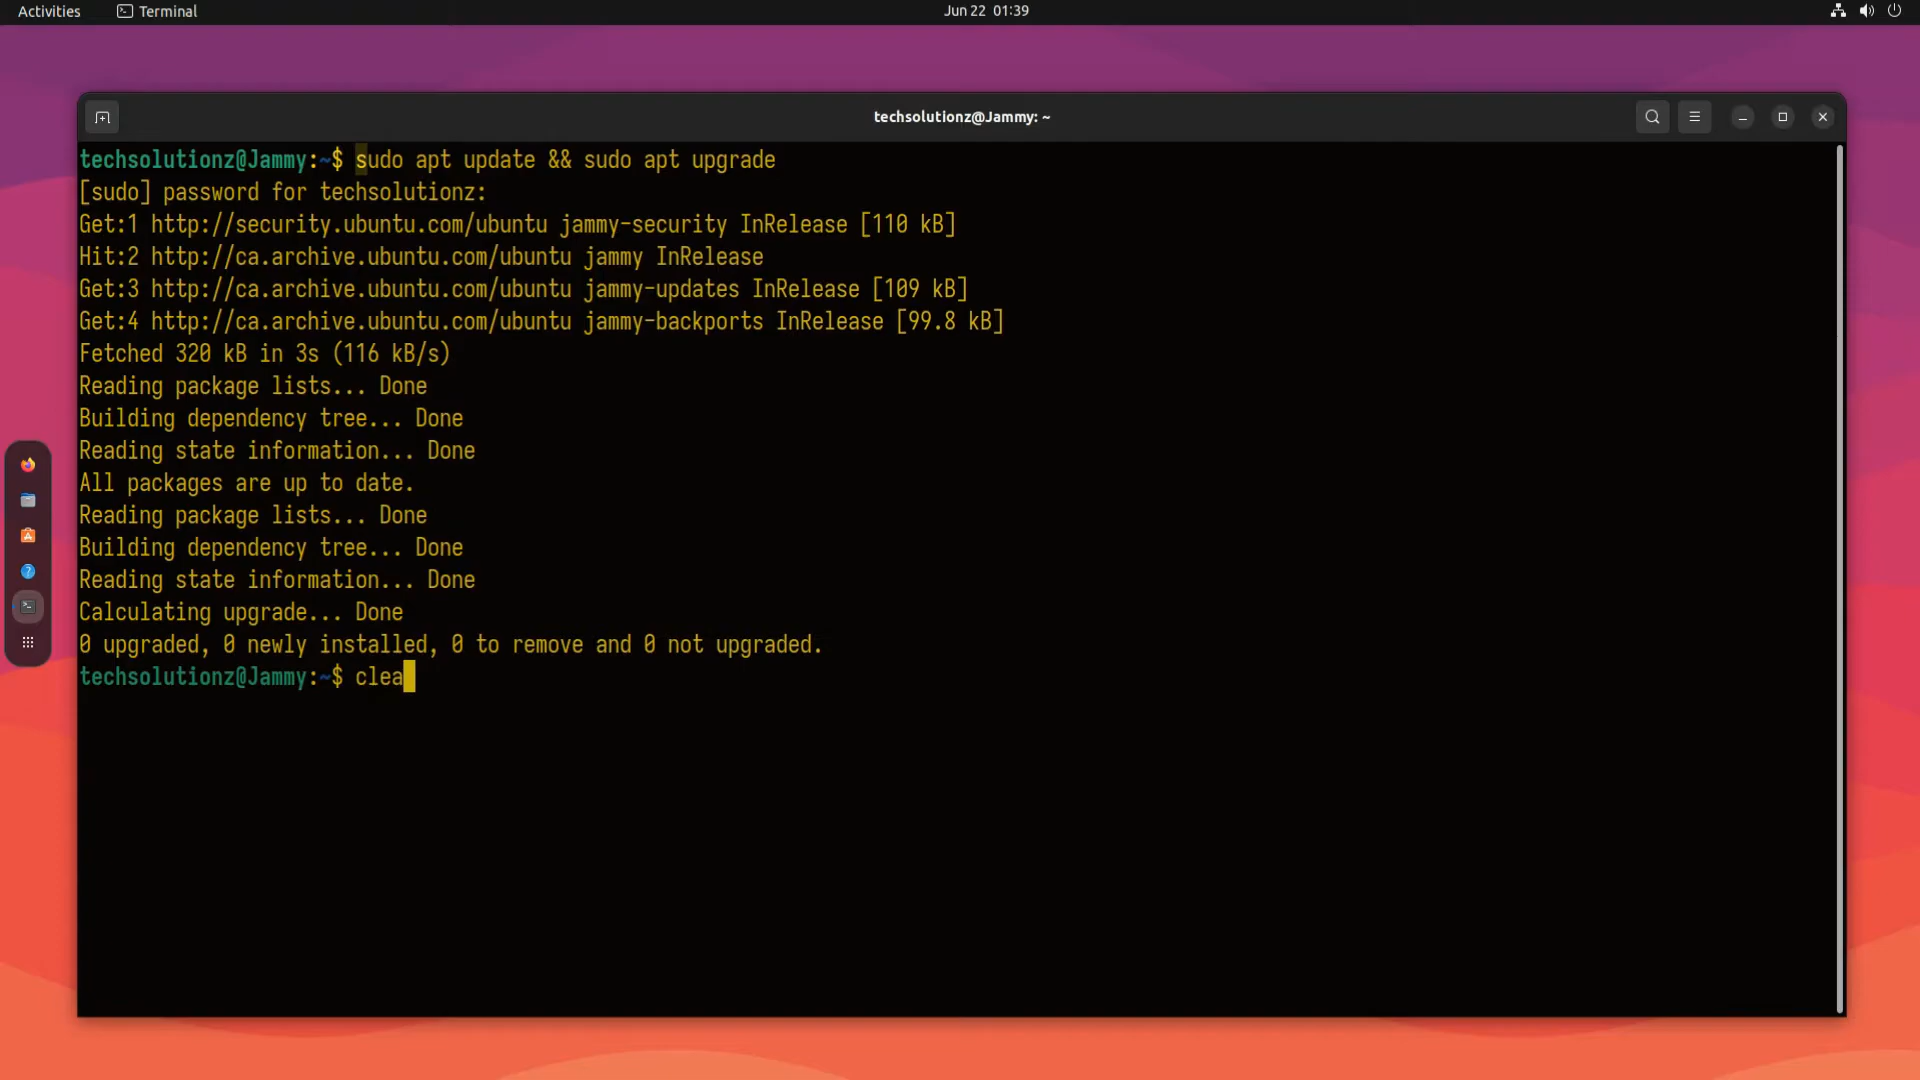 Activities Terminal Jun 22 01:39
techsolutionz@Jammy: ~
techsolutionz@Jammy:~$ sudo apt update && sudo apt upgrade
[sudo] password for techsolutionz:
Get:1 http://security.ubuntu.com/ubuntu jammy-security InRelease [110 kB]
Hit:2 http://ca.archive.ubuntu.com/ubuntu jammy InRelease
Get:3 http://ca.archive.ubuntu.com/ubuntu jammy-updates InRelease [109 kB]
Get:4 http://ca.archive.ubuntu.com/ubuntu jammy-backports InRelease [99.8 kB]
Fetched 320 kB in 3s (116 kB/s)
Reading package lists... Done
Building dependency tree... Done
Reading state information... Done
All packages are up to date.
Reading package lists... Done
Building dependency tree... Done
Reading state information... Done
Calculating upgrade... Done
0 upgraded, 0 newly installed, 0 to remove and 0 not upgraded.
techsolutionz@Jammy:~$ clea